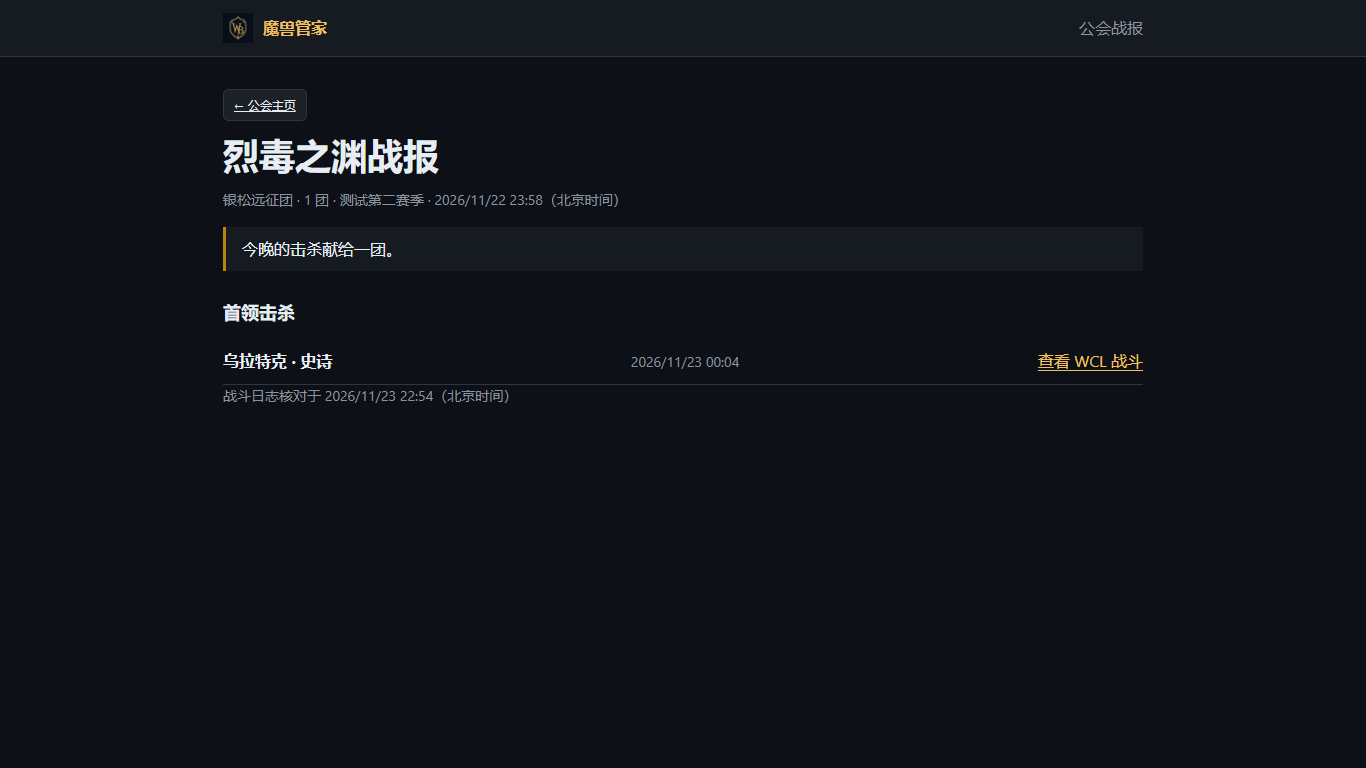 魔兽管家
公会战报
← 公会主页
烈毒之渊战报
银松远征团 · 1 团 · 测试第二赛季 · 2026/11/22 23:58（北京时间）
今晚的击杀献给一团。
首领击杀
乌拉特克 · 史诗
2026/11/23 00:04
查看 WCL 战斗
战斗日志核对于 2026/11/23 22:54（北京时间）